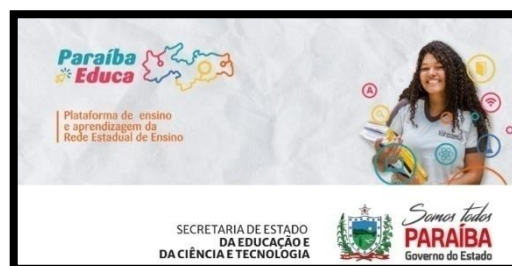 Paraíba
Educa
Plataforma de ensino
e aprendizagem da
Rede Estadual de Ensino
A
SECRETARIA DE ESTADO
DA EDUCAÇÃO E
DA CIÊNCIA E TECNOLOGIA
Somos todos
PARAÍBA
Governo do Estado